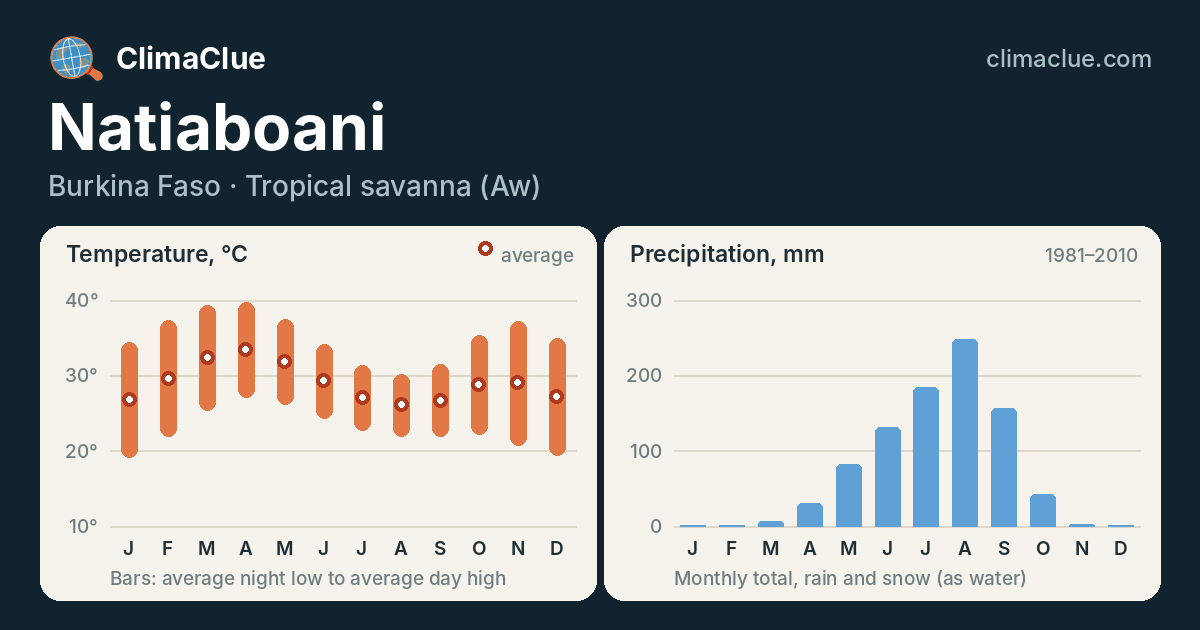 ClimaClue
climaclue.com
Natiaboani
Burkina Faso · Tropical savanna (Aw)
Temperature, °C
average
40°
30°
20°
10°
J F M A M J J A S O N D
Bars: average night low to average day high
Precipitation, mm
1981–2010
300
200
100
0
J F M A M J J A S O N D
Monthly total, rain and snow (as water)